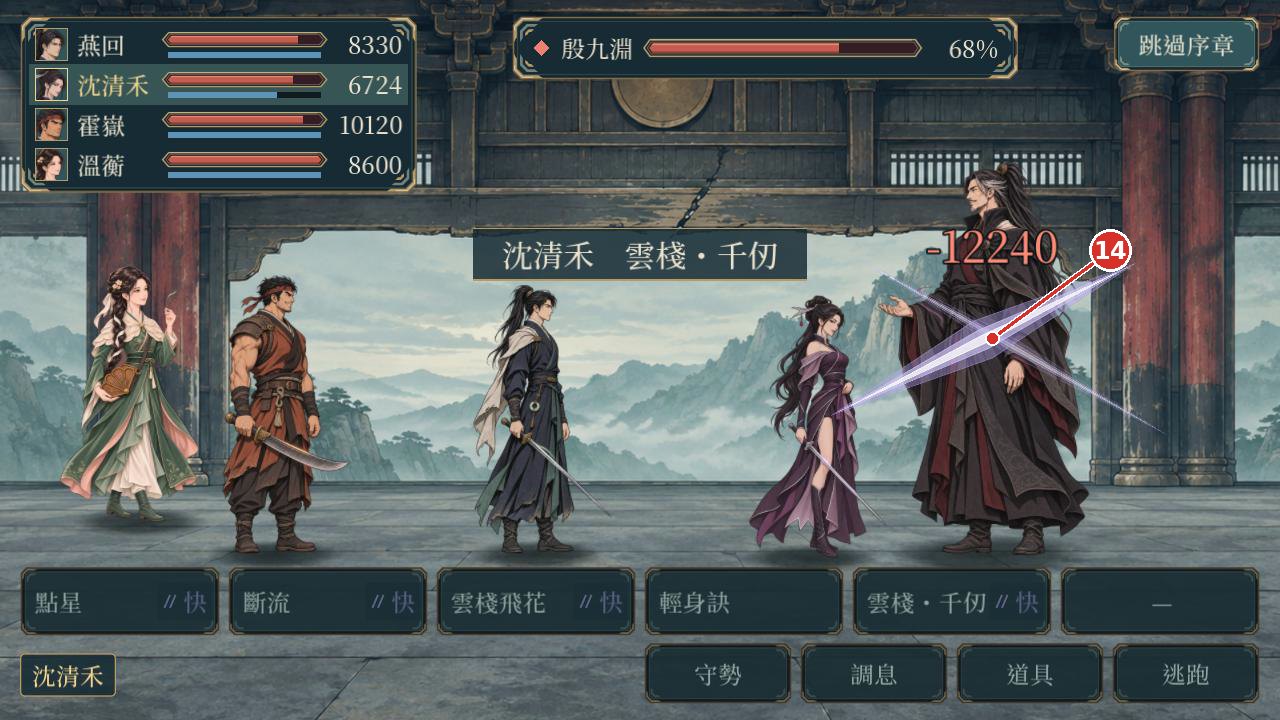 燕回 8330
沈清禾 6724
霍嶽 10120
溫蘅 8600
殷九淵 68%
跳過序章
沈清禾 雲棧·千仞
-12240
14
點星 //快
斷流 //快
雲棧飛花 //快
輕身訣
雲棧·千仞 //快
—
沈清禾
守勢
調息
道具
逃跑